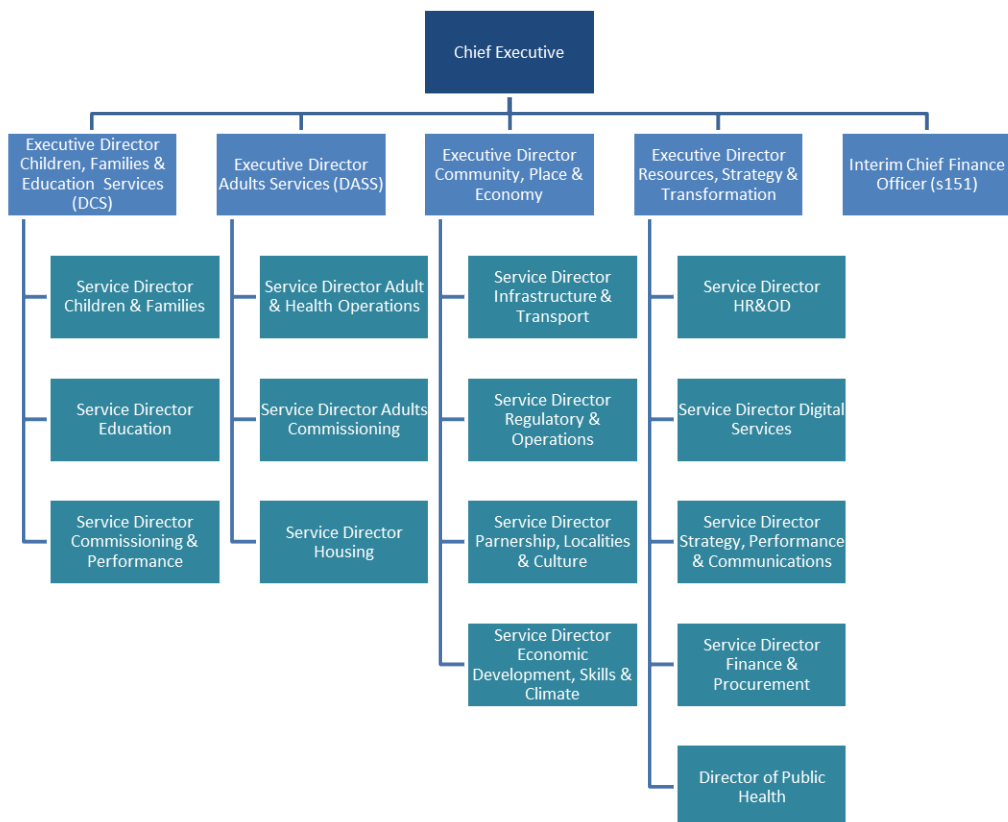 Chief Executive
Executive Director
Children, Families &
Education Services
(DCS)
Executive Director
Adults Services (DASS)
Executive Director
Community, Place &
Economy
Executive Director
Resources, Strategy &
Transformation
Interim Chief Finance
Officer (s151)
Service Director
Children & Families
Service Director
Education
Service Director
Commissioning &
Performance
Service Director Adult
& Health Operations
Service Director Adults
Commissioning
Service Director
Housing
Service Director
Infrastructure &
Transport
Service Director
Regulatory &
Operations
Service Director
Parnership, Localities
& Culture
Service Director
Economic
Development, Skills &
Climate
Service Director
HR&OD
Service Director Digital
Services
Service Director
Strategy, Performance
& Communications
Service Director
Finance &
Procurement
Director of Public
Health